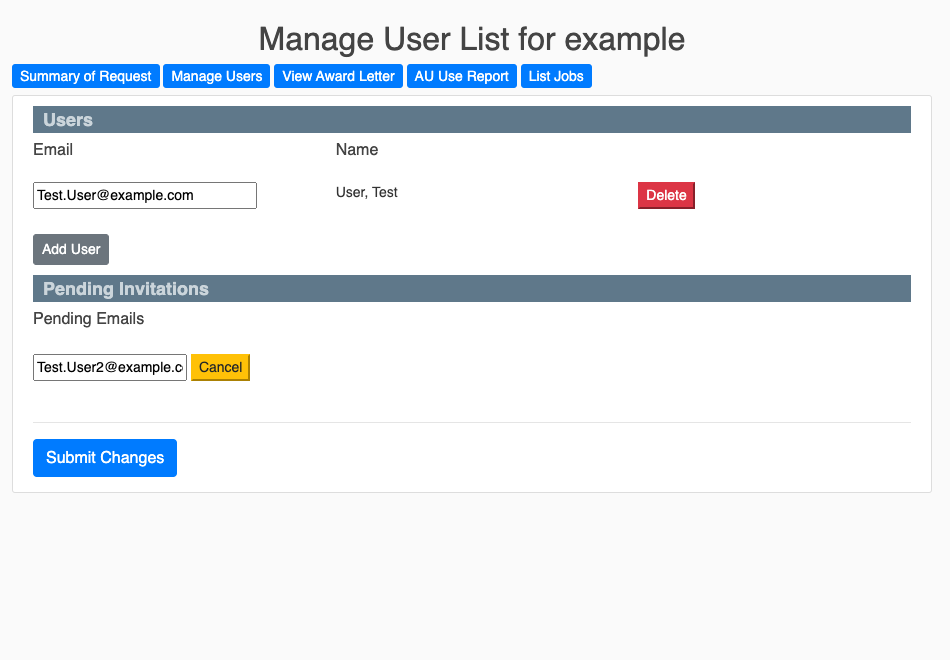 Manage User List for example
Summary of Request Manage Users View Award Letter AU Use Report List Jobs
Users
Email Name
Test.User@example.com User, Test Delete
Add User
Pending Invitations
Pending Emails
Test.User2@example.c Cancel
Submit Changes